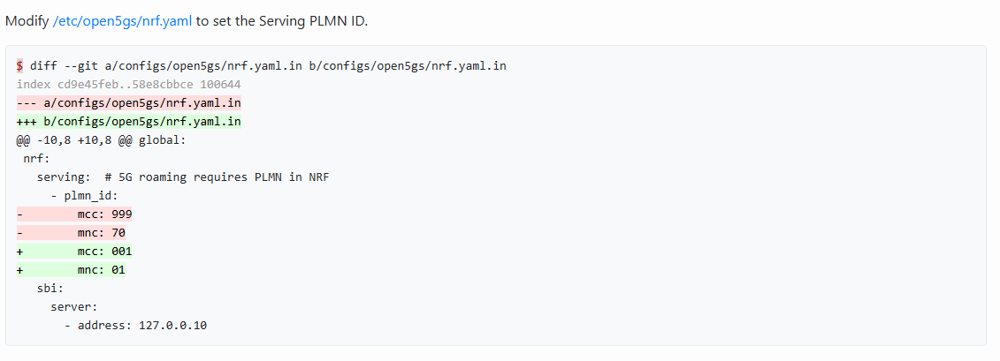 Modify /etc/open5gs/nrf.yaml to set the Serving PLMN ID.
$ diff --git a/configs/open5gs/nrf.yaml.in b/configs/open5gs/nrf.yaml.in
index cd9e45feb..58e8cbbce 100644
--- a/configs/open5gs/nrf.yaml.in
+++ b/configs/open5gs/nrf.yaml.in
@@ -10,8 +10,8 @@ global:
 nrf:
   serving:  # 5G roaming requires PLMN in NRF
     - plmn_id:
-        mcc: 999
-        mnc: 70
+        mcc: 001
+        mnc: 01
   sbi:
     server:
       - address: 127.0.0.10